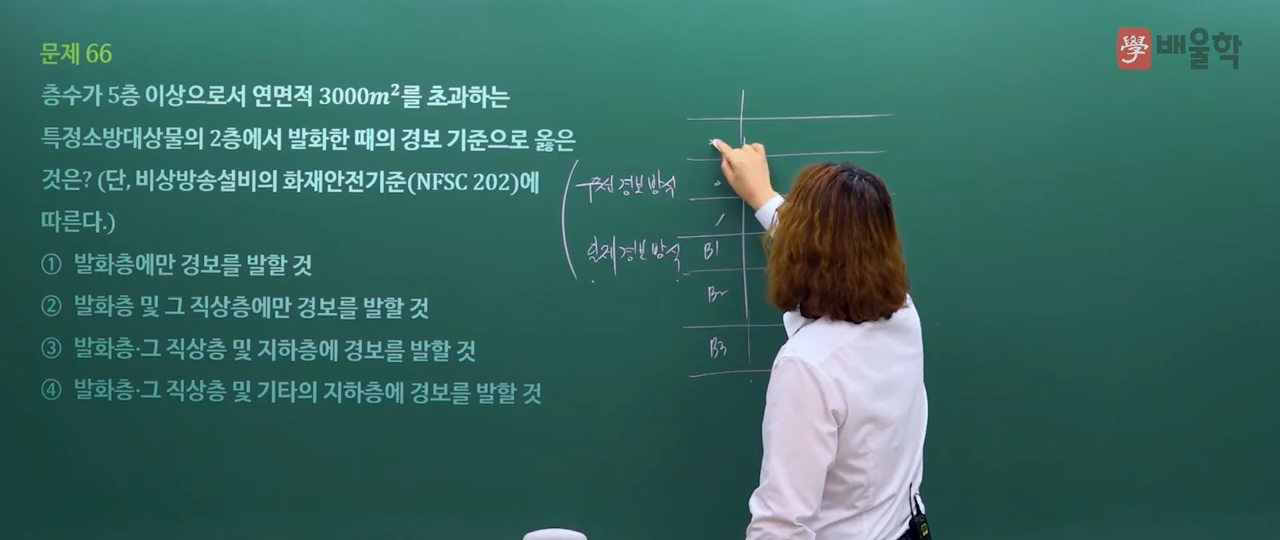 문제 66
學 배울학
층수가 5층 이상으로서 연면적 3000m²를 초과하는
특정소방대상물의 2층에서 발화한 때의 경보 기준으로 옳은
것은? (단, 비상방송설비의 화재안전기준(NFSC 202)에
따른다.)
① 발화층에만 경보를 발할 것
② 발화층 및 그 직상층에만 경보를 발할 것
③ 발화층·그 직상층 및 지하층에 경보를 발할 것
④ 발화층·그 직상층 및 기타의 지하층에 경보를 발할 것
경보방식
경보방식
1
B1
B2
B3